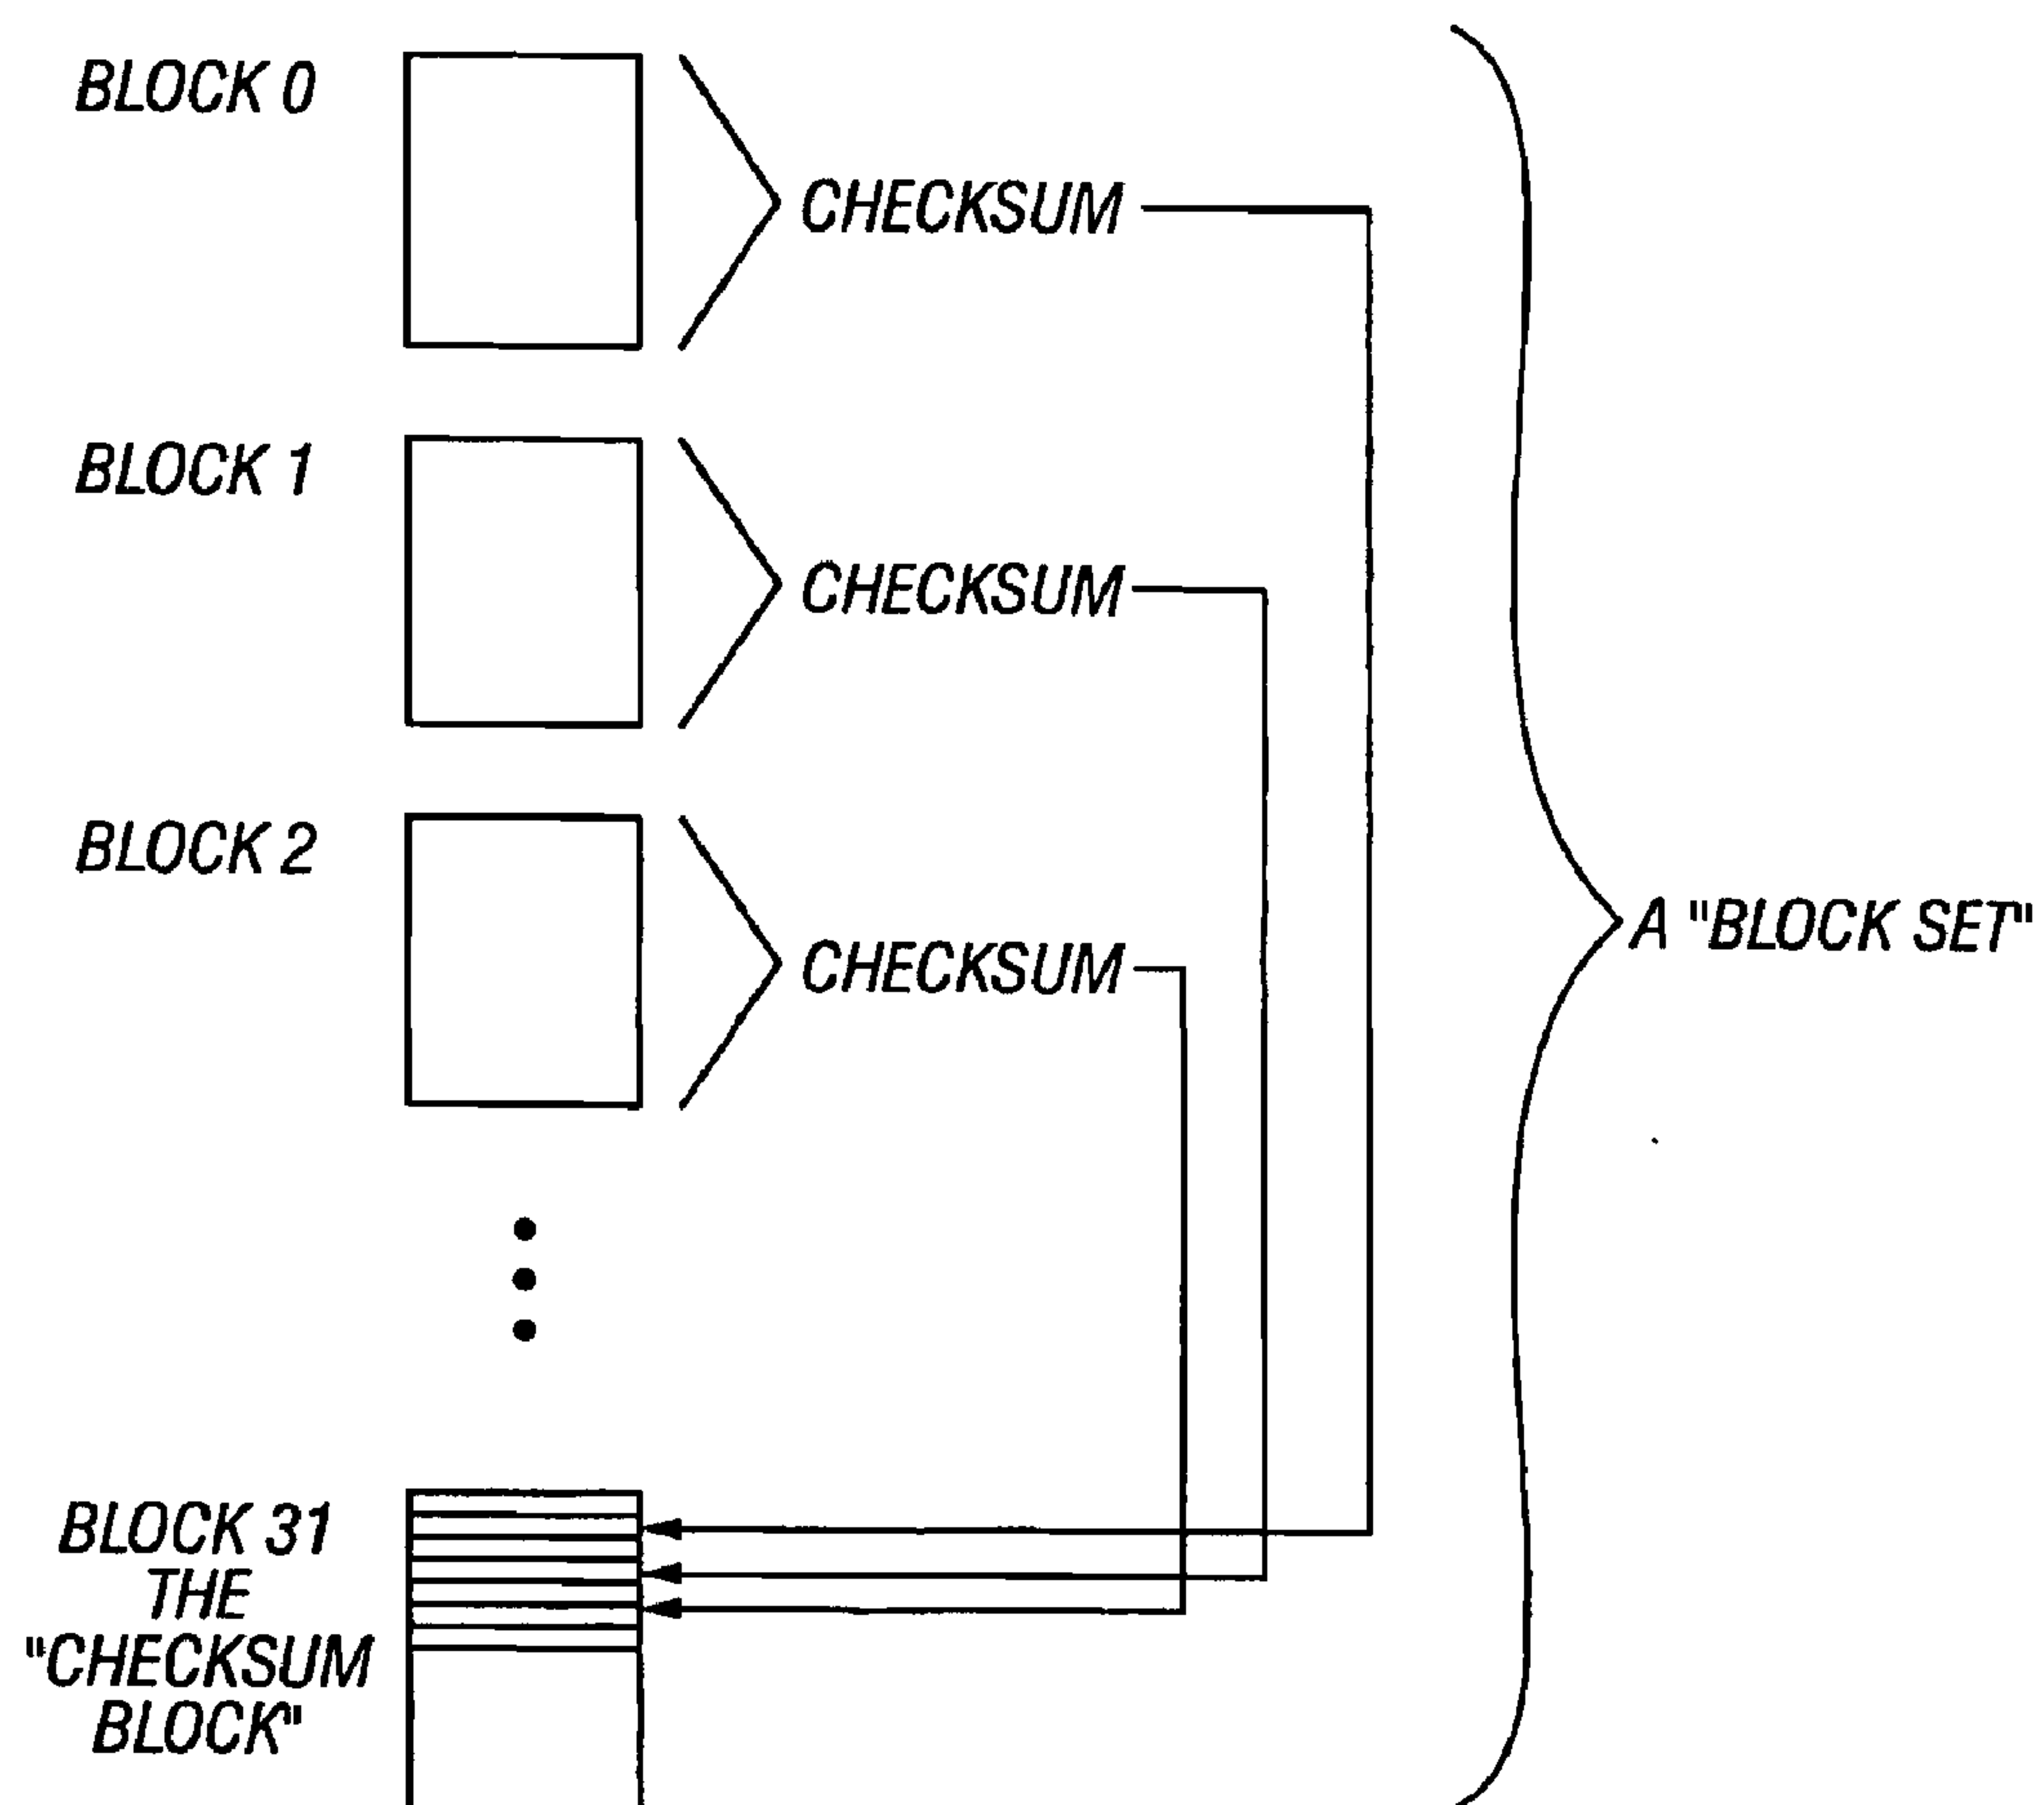 BLOCK 0
CHECKSUM
BLOCK 1
CHECKSUM
BLOCK 2
CHECKSUM
A "BLOCK SET"
BLOCK 31
THE
"CHECKSUM
BLOCK"